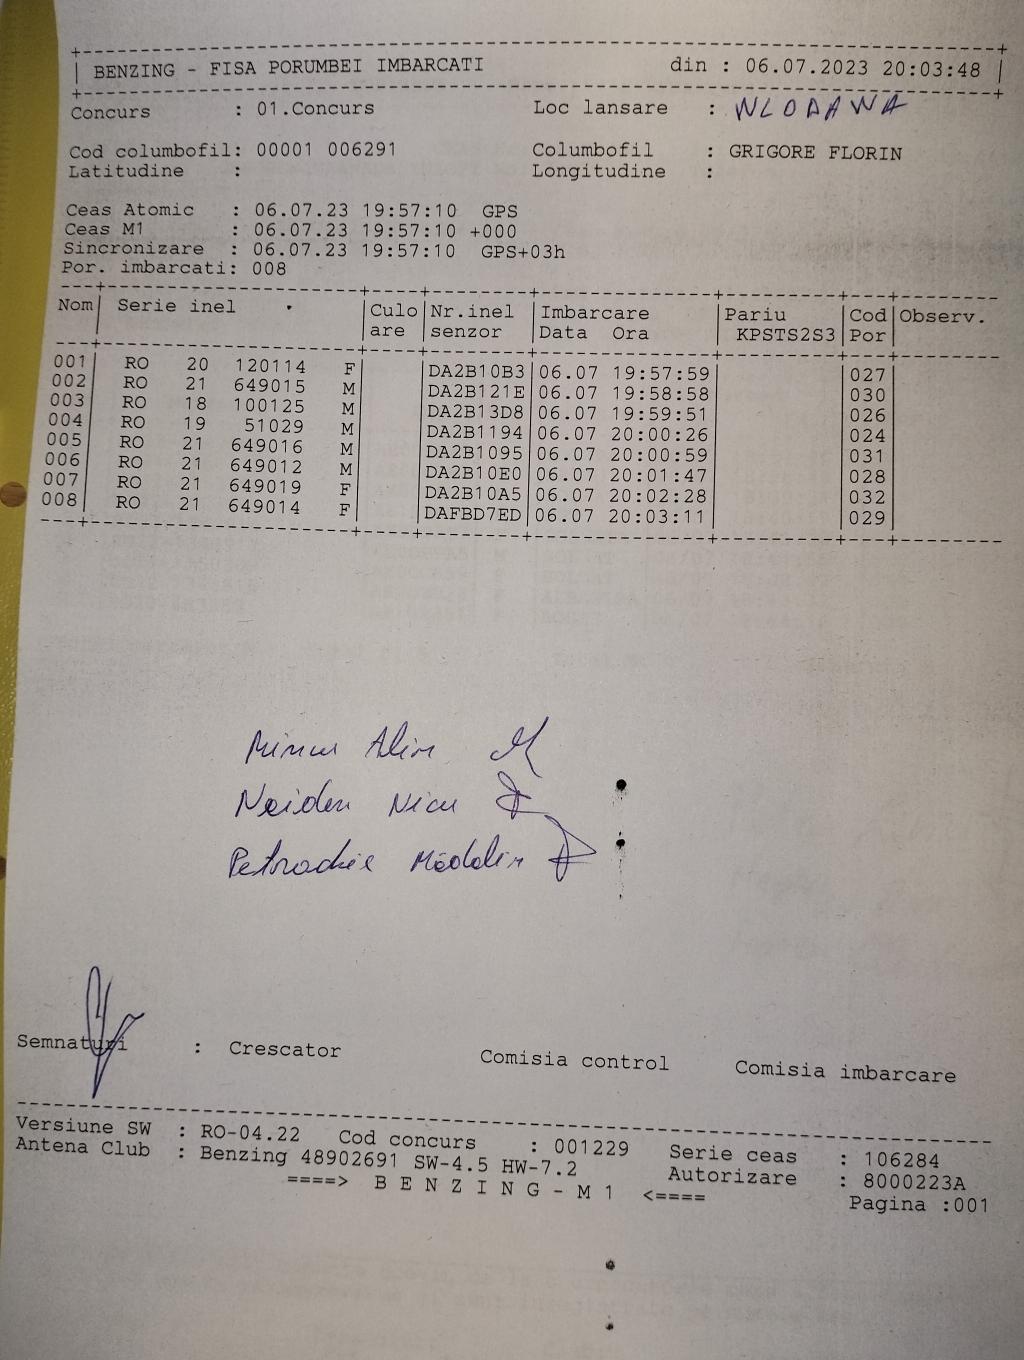 BENZING - FISA PORUMBEI IMBARCATI din : 06.07.2023 20:03:48
Concurs : 01.Concurs Loc lansare : WLODAWA
Cod columbofil: 00001 006291 Columbofil : GRIGORE FLORIN
Latitudine : Longitudine :
Ceas Atomic : 06.07.23 19:57:10 GPS
Ceas M1 : 06.07.23 19:57:10 +000
Sincronizare : 06.07.23 19:57:10 GPS+03h
Por. imbarcati: 008
Nom Serie inel Culo Nr.inel Imbarcare Pariu Cod Observ.
are senzor Data Ora KPSTS2S3 Por
001 RO 20 120114 F DA2B10B3 06.07 19:57:59 027
002 RO 21 649015 M DA2B121E 06.07 19:58:58 030
003 RO 18 100125 M DA2B13D8 06.07 19:59:51 026
004 RO 19 51029 M DA2B1194 06.07 20:00:26 024
005 RO 21 649016 M DA2B1095 06.07 20:00:59 031
006 RO 21 649012 M DA2B10E0 06.07 20:01:47 028
007 RO 21 649019 F DA2B10A5 06.07 20:02:28 032
008 RO 21 649014 F DAFBD7ED 06.07 20:03:11 029
Alin
Nicu
Semnaturi : Crescator Comisia control Comisia imbarcare
Versiune SW : RO-04.22 Cod concurs : 001229 Serie ceas : 106284
Antena Club : Benzing 48902691 SW-4.5 HW-7.2 Autorizare : 8000223A
====> B E N Z I N G - M 1 <==== Pagina :001